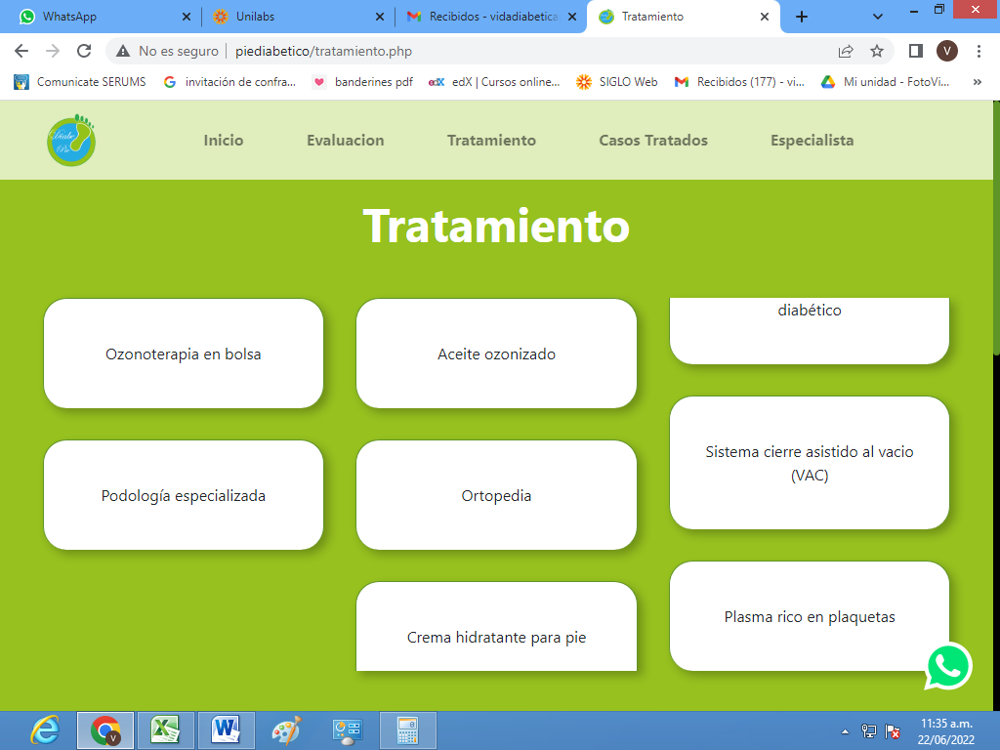 WhatsApp
Unilabs
Recibidos - vidadiabetica
Tratamiento
No es seguro
piediabetico/tratamiento.php
V
Comunicate SERUMS
invitación de confra...
banderines pdf
edX | Cursos online...
SIGLO Web
Recibidos (177) - vi...
Mi unidad - FotoVi...
Diabe
Pie
Inicio
Evaluacion
Tratamiento
Casos Tratados
Especialista
Tratamiento
Ozonoterapia en bolsa
Podología especializada
Aceite ozonizado
Ortopedia
Crema hidratante para pie
diabético
Sistema cierre asistido al vacio
(VAC)
Plasma rico en plaquetas
11:35 a.m.
22/06/2022